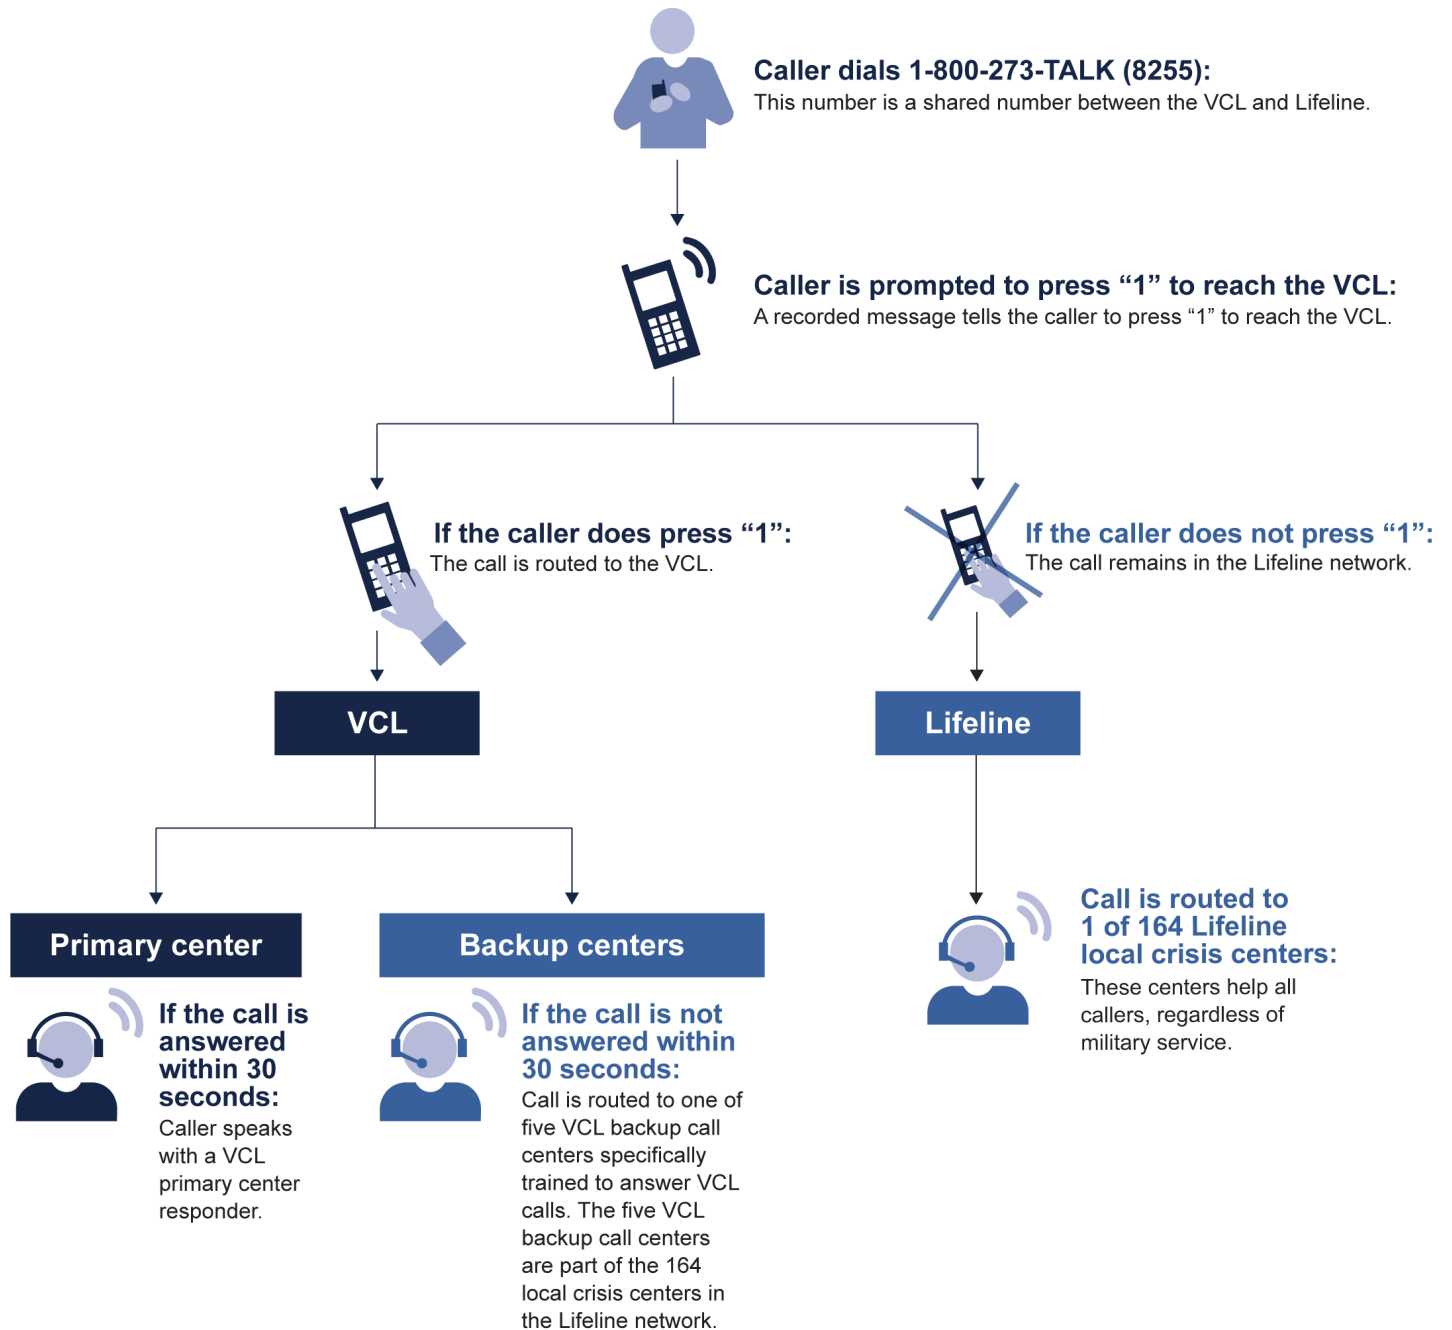 Caller dials 1-800-273-TALK (8255):
This number is a shared number between the VCL and Lifeline.
Caller is prompted to press “1” to reach the VCL:
A recorded message tells the caller to press “1” to reach the VCL.
If the caller does press “1”:
The call is routed to the VCL.
If the caller does not press “1”:
The call remains in the Lifeline network.
VCL
Lifeline
Primary center
If the call is
answered
within 30
seconds:
Caller speaks
with a VCL
primary center
responder.
Backup centers
If the call is not
answered within
30 seconds:
Call is routed to one of
five VCL backup call
centers specifically
trained to answer VCL
calls. The five VCL
backup call centers
are part of the 164
local crisis centers in
the Lifeline network.
Call is routed to
1 of 164 Lifeline
local crisis centers:
These centers help all
callers, regardless of
military service.